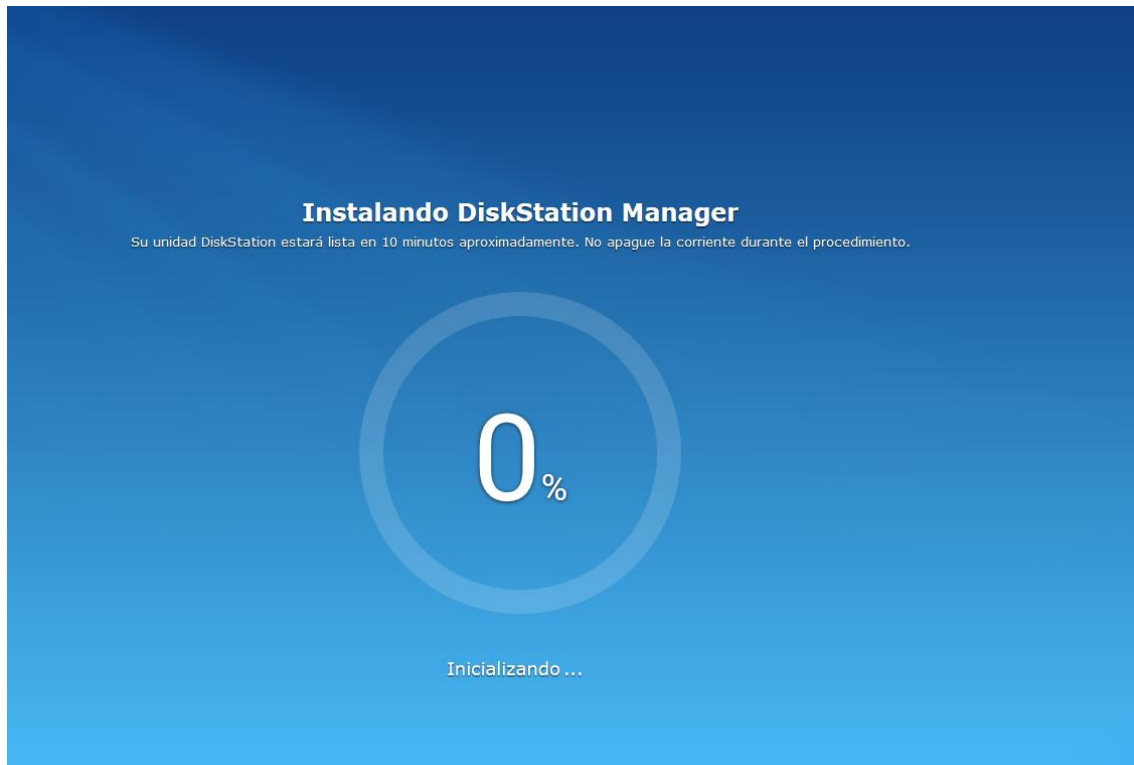 Instalando DiskStation Manager
Su unidad DiskStation estará lista en 10 minutos aproximadamente. No apague la corriente durante el procedimiento.
0%
Inicializando ...